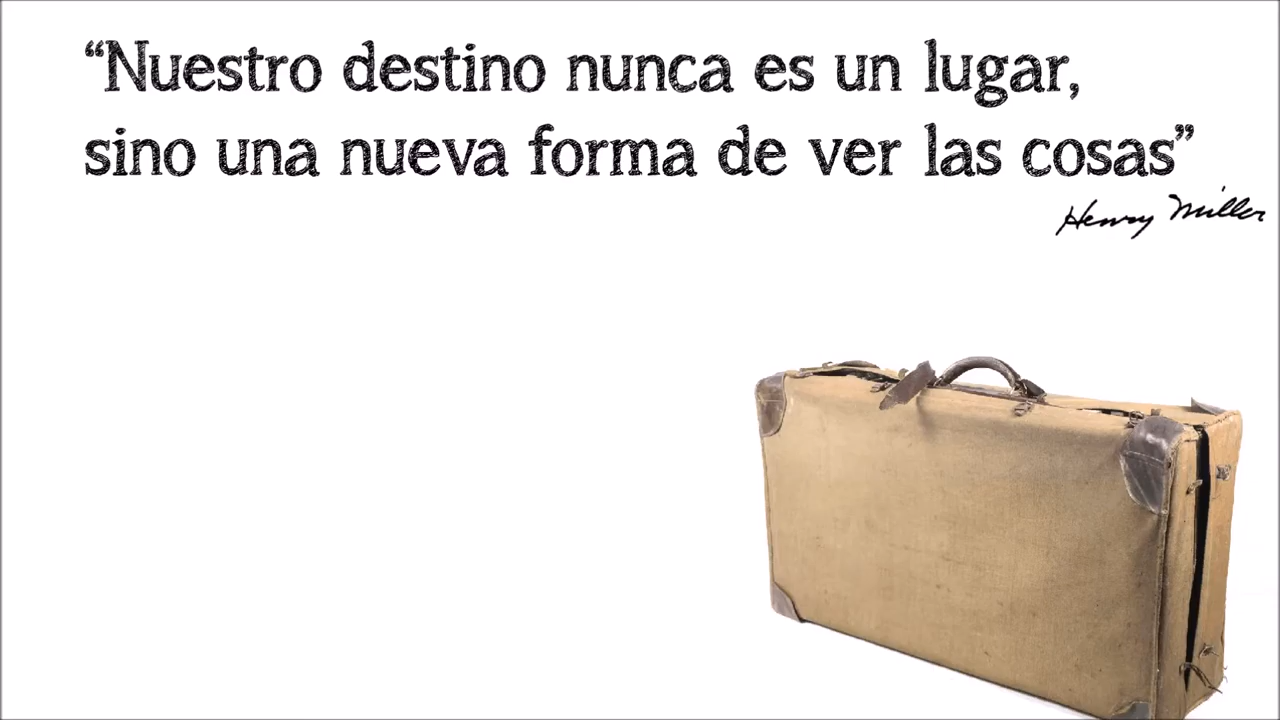 “Nuestro destino nunca es un lugar,
sino una nueva forma de ver las cosas”
Henry Miller